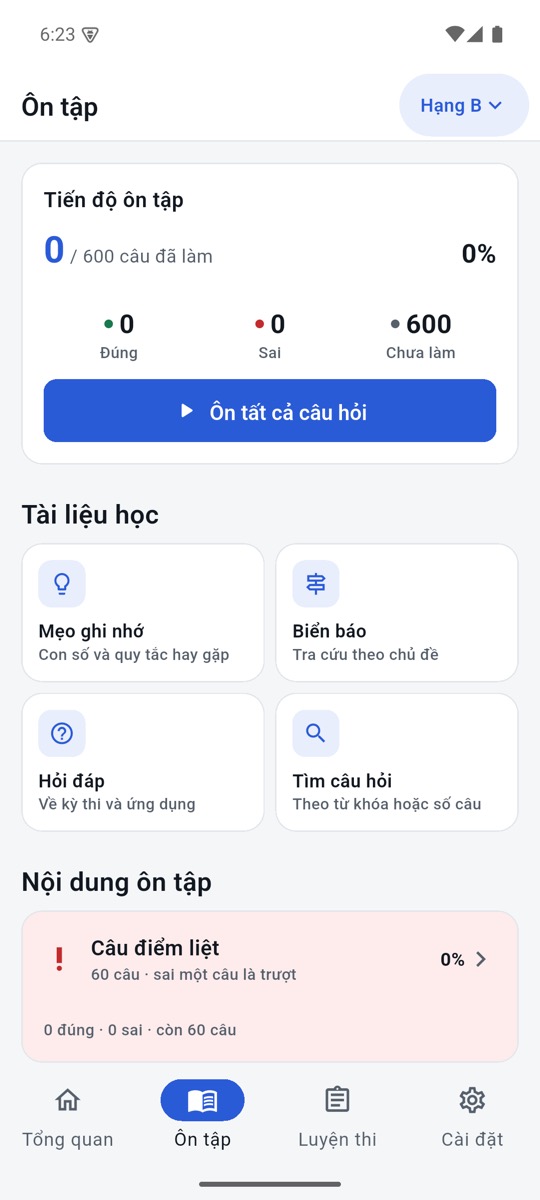 6:23
Ôn tập
Hạng B
Tiến độ ôn tập
0 / 600 câu đã làm
0%
0
0
600
Đúng
Sai
Chưa làm
Ôn tất cả câu hỏi
Tài liệu học
Mẹo ghi nhớ
Con số và quy tắc hay gặp
Biển báo
Tra cứu theo chủ đề
Hỏi đáp
Về kỳ thi và ứng dụng
Tìm câu hỏi
Theo từ khóa hoặc số câu
Nội dung ôn tập
Câu điểm liệt
60 câu · sai một câu là trượt
0%
0 đúng · 0 sai · còn 60 câu
Tổng quan
Ôn tập
Luyện thi
Cài đặt